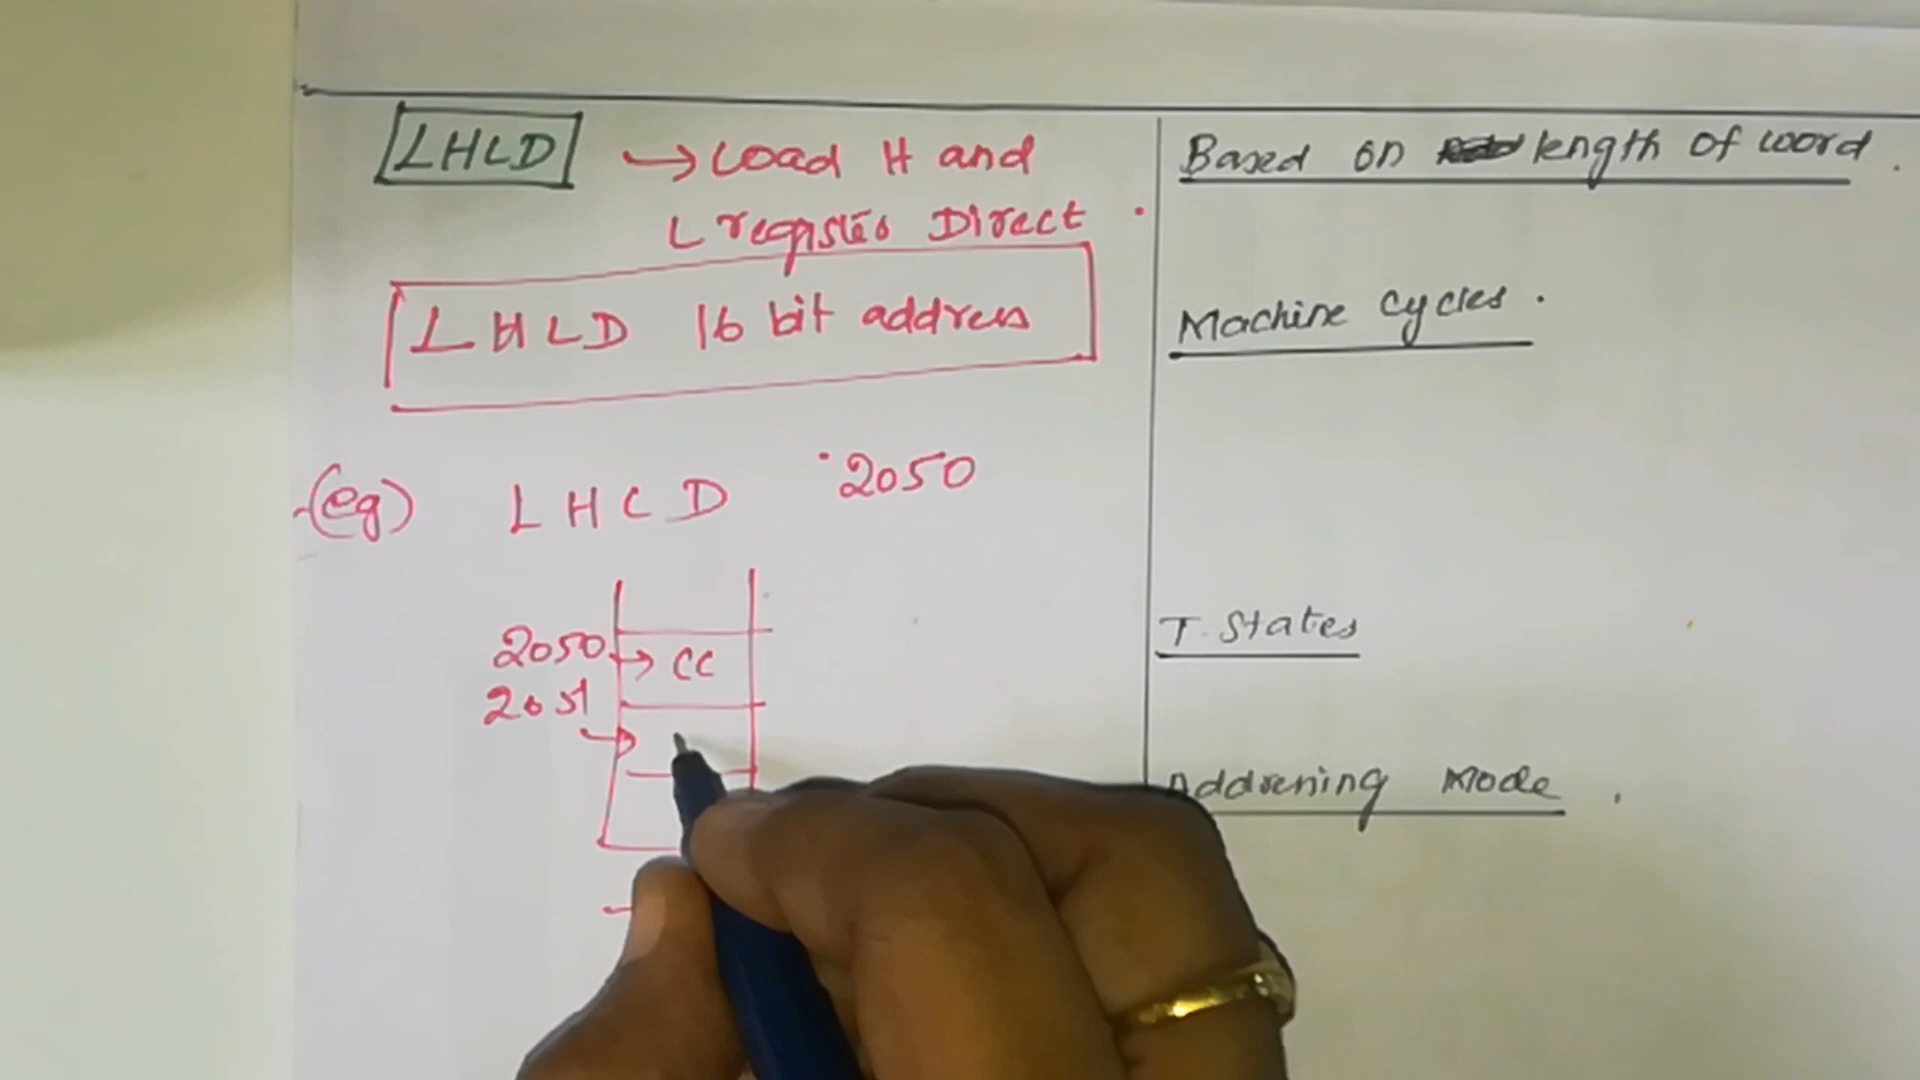 LHLD → Load H and
L register Direct.
LHLD 16 bit address
(eg) LHLD 2050
2050 → CC
2051 →
Based on length of word.
Machine cycles.
T. States
Addressing Mode.